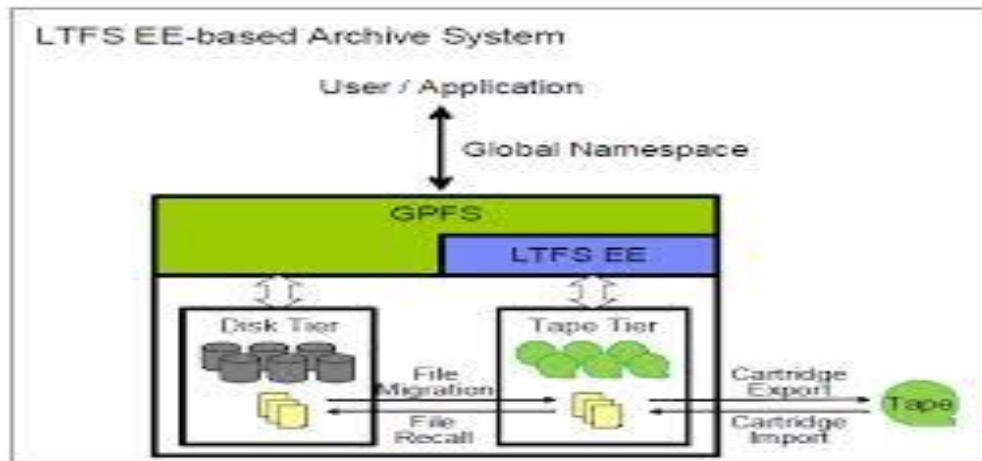 LTFS EE-based Archive System
User / Application
Global Namespace
GPFS
LTFS EE
Disk Tier
Tape Tier
File
Migration
File
Recall
Cartridge
Export
Cartridge
Import
Tape